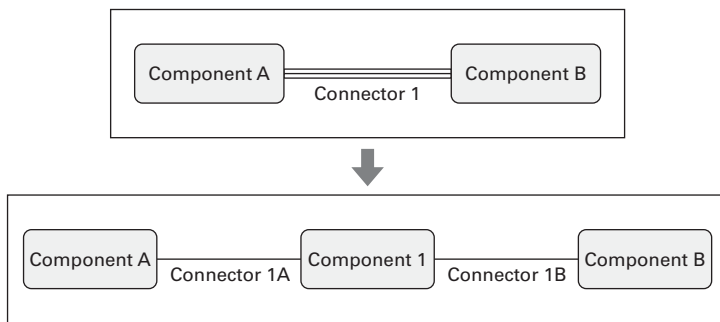 Component A
Component B
Connector 1
Component A
Component 1
Component B
Connector 1A
Connector 1B